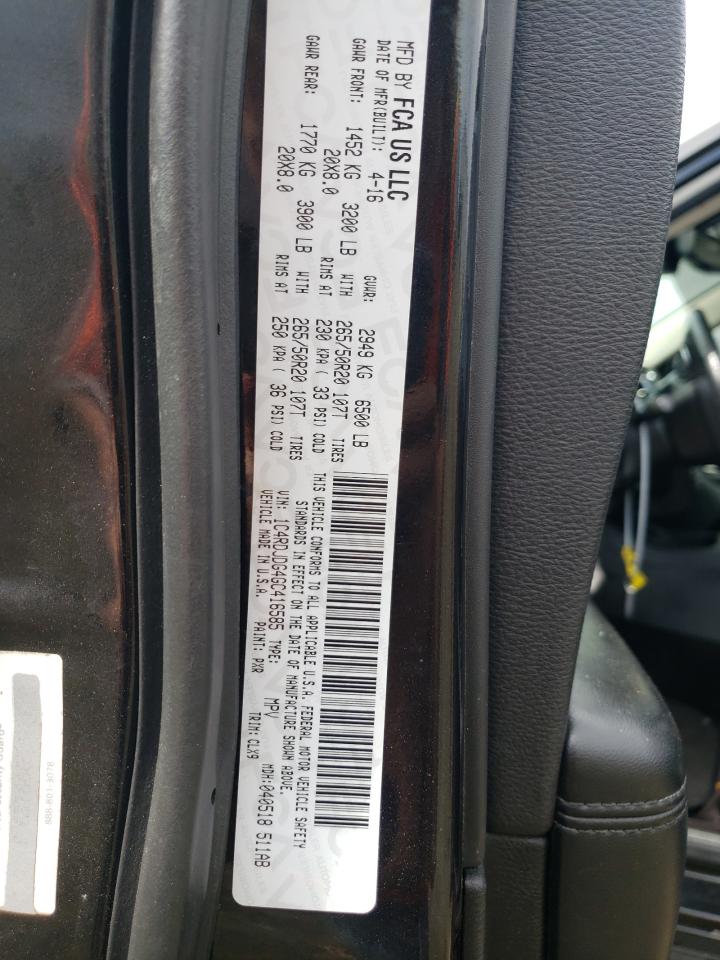 MFD BY FCA US LLC
DATE OF MFR(BUILT): 4-16 GVWR: 2949 KG 6500 LB
GAWR FRONT: 1452 KG 3200 LB WITH 265/50R20 107T TIRES
20X8.0 RIMS AT 230 KPA ( 33 PSI) COLD
GAWR REAR: 1770 KG 3900 LB WITH 265/50R20 107T TIRES
20X8.0 RIMS AT 250 KPA ( 36 PSI) COLD
THIS VEHICLE CONFORMS TO ALL APPLICABLE U.S.A. FEDERAL MOTOR VEHICLE SAFETY
STANDARDS IN EFFECT ON THE DATE OF MANUFACTURE SHOWN ABOVE.
MDH:040518 511AB
VIN: 1C4RDJDG4GC416585 TYPE: MPV
VEHICLE MADE IN U.S.A. PAINT: PXR TRIM: CLX9
888-801-3078